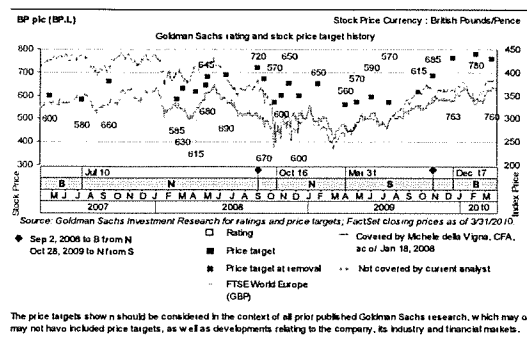 BP plc (BP.L) Stock Price Currency : British Pounds/Pence
Goldman Sachs rating and stock price target history
800 450
700 400
600 350
500 300
400 250
300 200
645 720 650 650 590 615 685
570 570 780
600 580 660 680 690 600 560 570 763 760
585
630
615 670 600
Stock Price Index Price
Jul 10 Oct 16 Mar 31 Dec 17
B N B N S N
M J J A S O N D J F M A M J J A S O N D J F M A M J J A S O N D J F M
2007 2008 2009 2010
Source: Goldman Sachs Investment Research for ratings and price targets; FactSet closing prices as of 3/31/2010.
Sep 2, 2008 to B from N
Oct 28, 2009 to N from S
Rating
Price target
Price target at removal
FTSE World Europe
(GBP)
Covered by Michele della Vigna, CFA,
as of Jan 18, 2008
Not covered by current analyst
The price targets shown should be considered in the context of all prior published Goldman Sachs research, which may o
may not have included price targets, as well as developments relating to the company, its industry and financial markets.